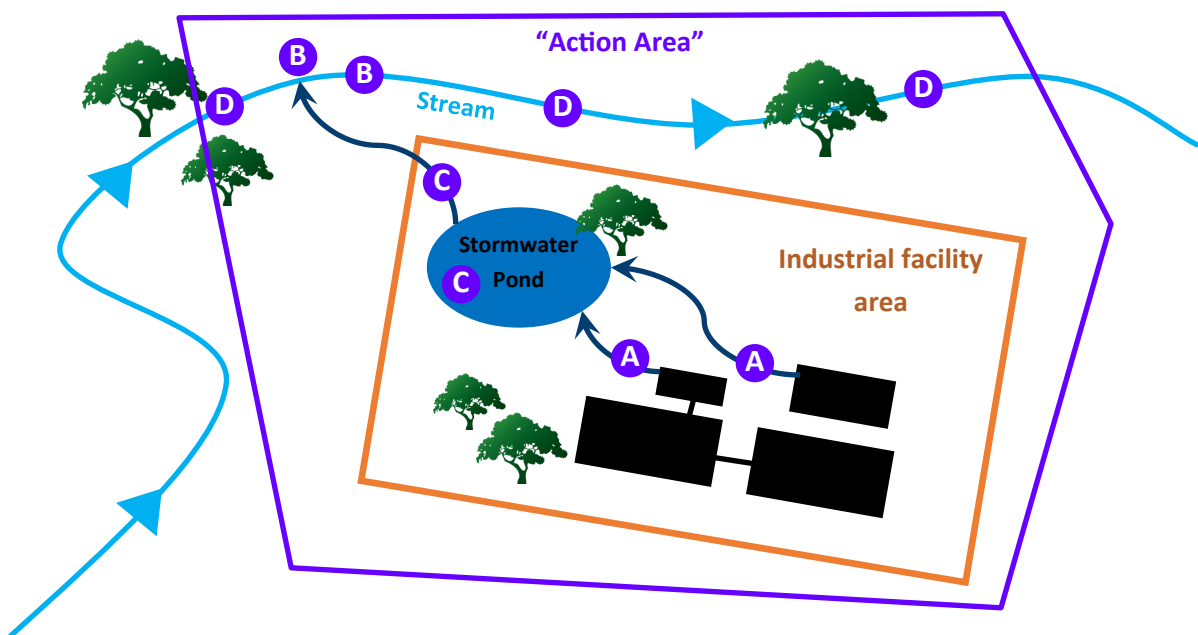 “Action Area”
B
B
D
D
D
Stream
C
Stormwater
Pond
C
Industrial facility
area
A
A